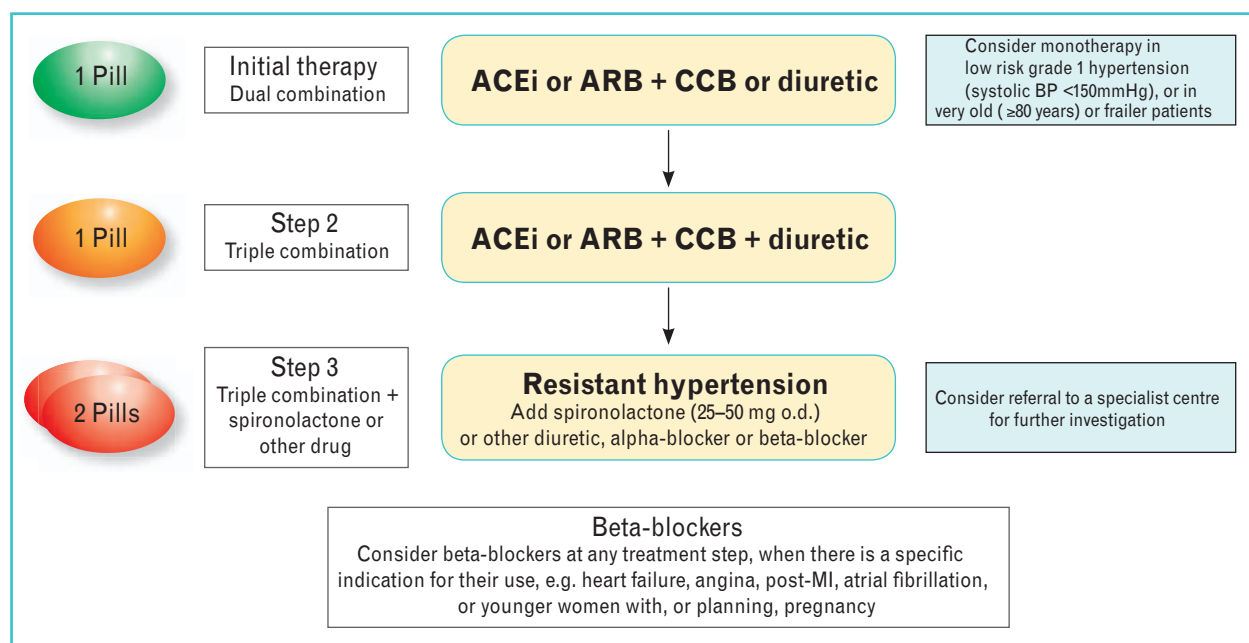 1 Pill
Initial therapy
Dual combination
ACEi or ARB + CCB or diuretic
Consider monotherapy in
low risk grade 1 hypertension
(systolic BP <150mmHg), or in
very old ( ≥80 years) or frailer patients
1 Pill
Step 2
Triple combination
ACEi or ARB + CCB + diuretic
2 Pills
Step 3
Triple combination +
spironolactone or
other drug
Resistant hypertension
Add spironolactone (25–50 mg o.d.)
or other diuretic, alpha-blocker or beta-blocker
Consider referral to a specialist centre
for further investigation
Beta-blockers
Consider beta-blockers at any treatment step, when there is a specific
indication for their use, e.g. heart failure, angina, post-MI, atrial fibrillation,
or younger women with, or planning, pregnancy